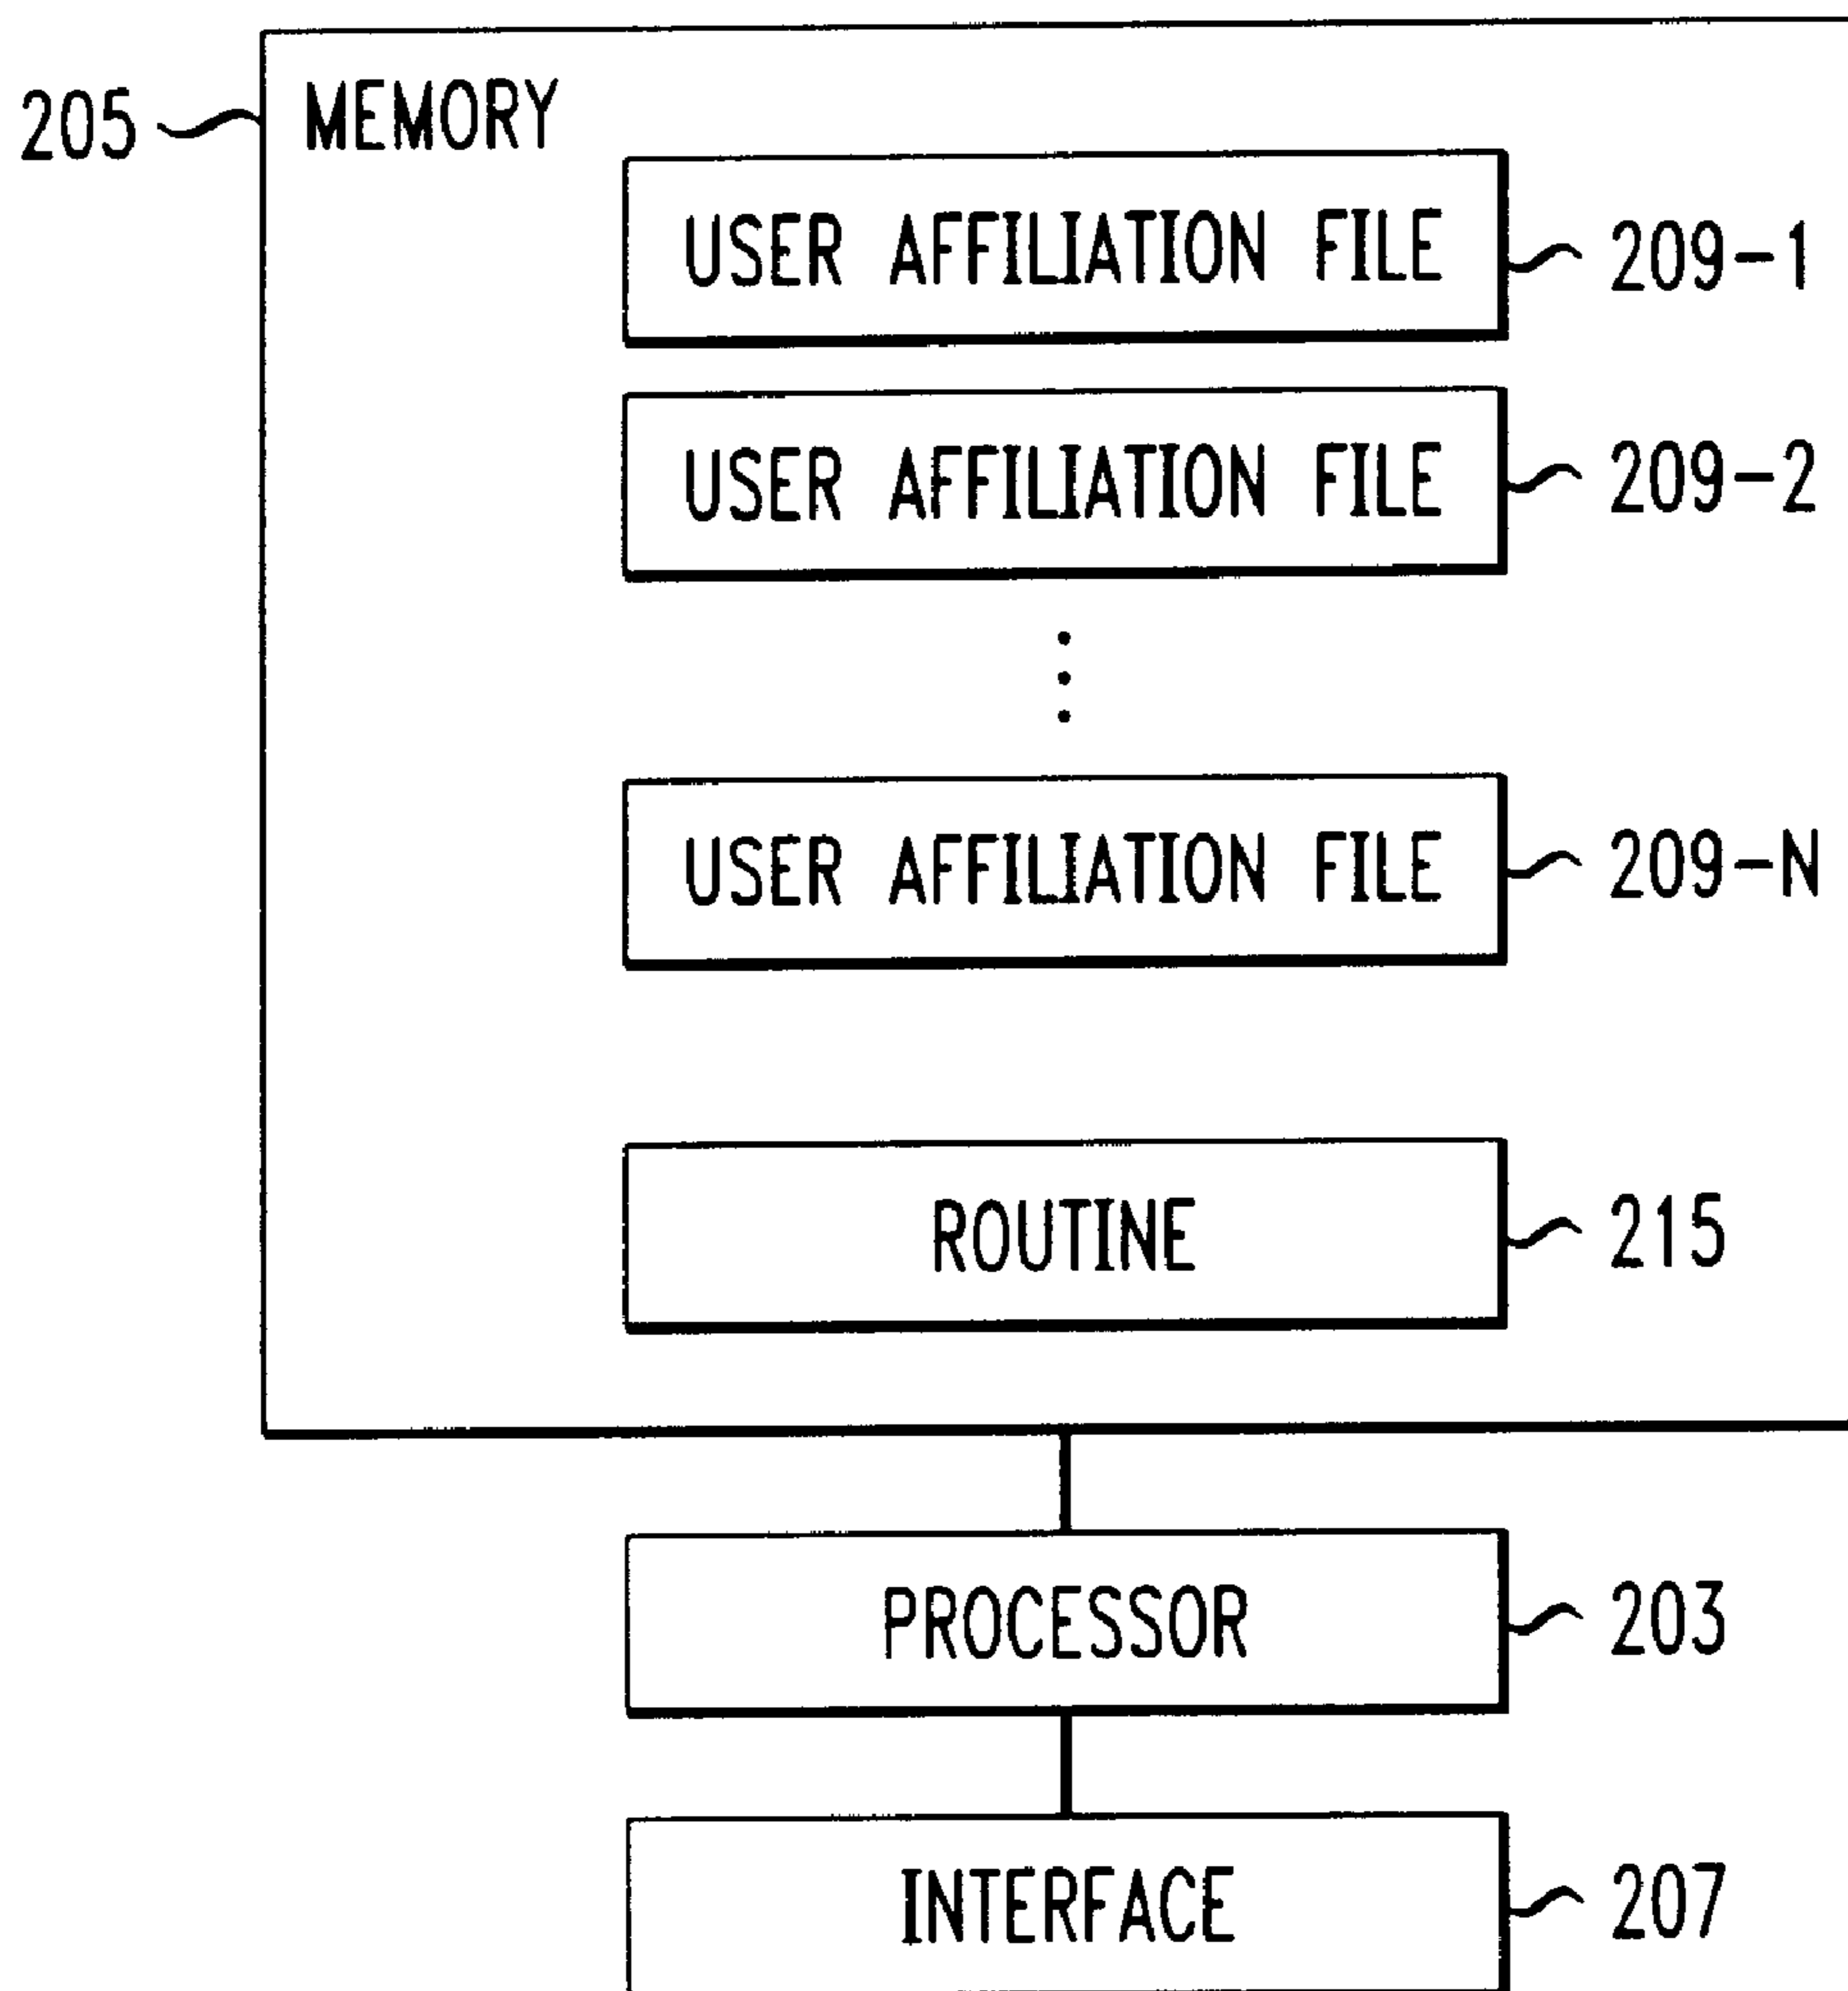 205 MEMORY
USER AFFILIATION FILE 209-1
USER AFFILIATION FILE 209-2
USER AFFILIATION FILE 209-N
ROUTINE 215
PROCESSOR 203
INTERFACE 207